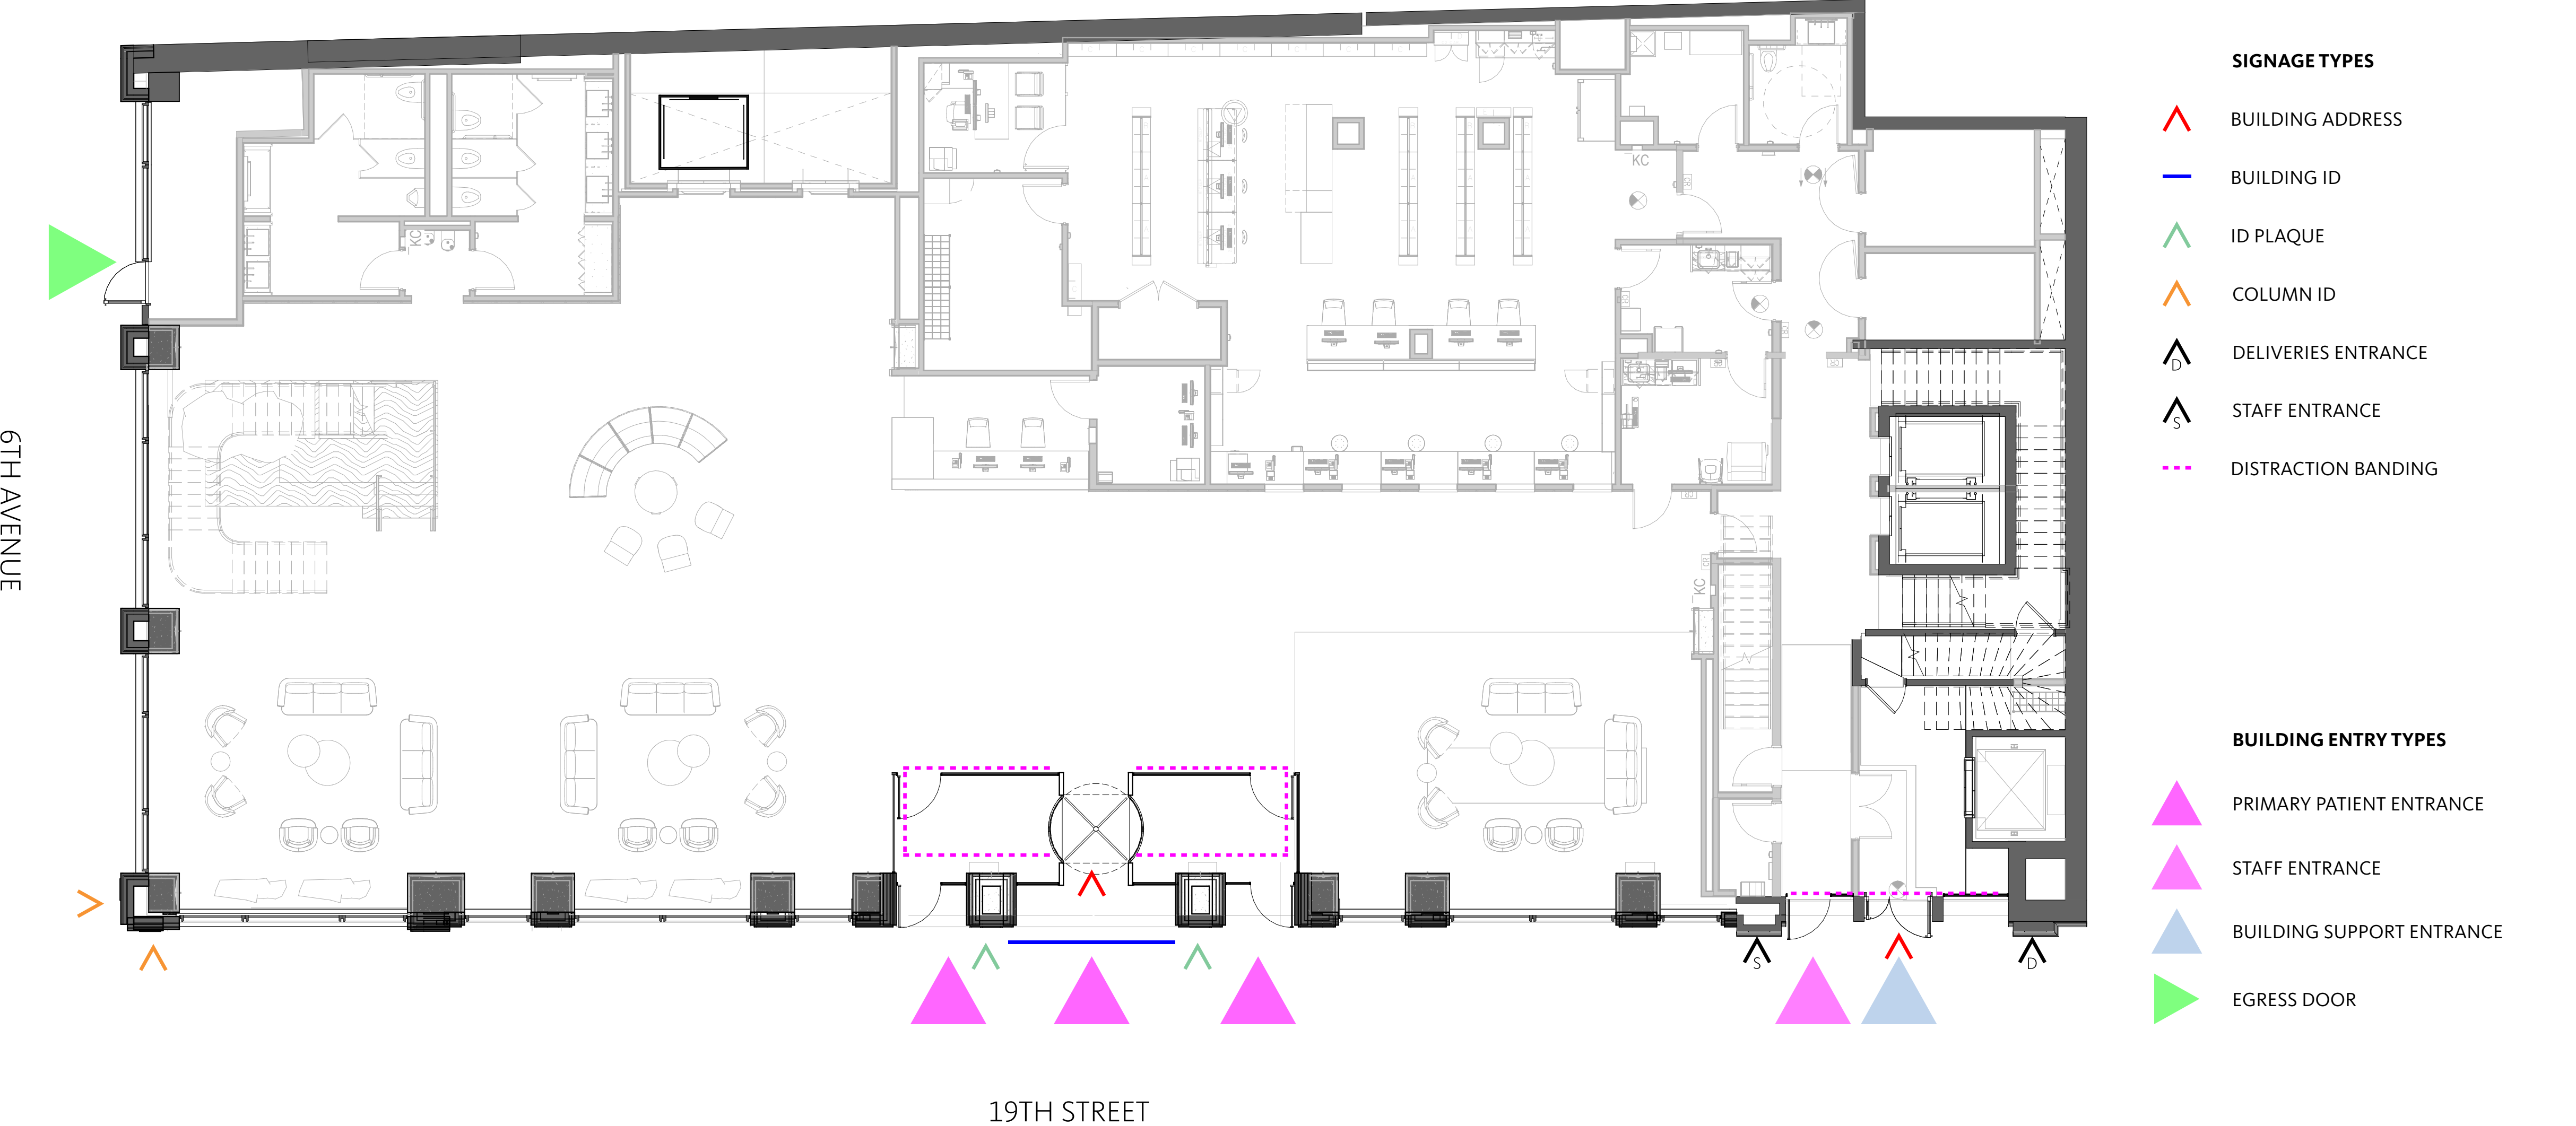 SIGNAGE TYPES
BUILDING ADDRESS
BUILDING ID
ID PLAQUE
COLUMN ID
D
DELIVERIES ENTRANCE
S
STAFF ENTRANCE
DISTRACTION BANDING
BUILDING ENTRY TYPES
PRIMARY PATIENT ENTRANCE
STAFF ENTRANCE
BUILDING SUPPORT ENTRANCE
EGRESS DOOR
6TH AVENUE
KC
KC
KC
S
D
19TH STREET